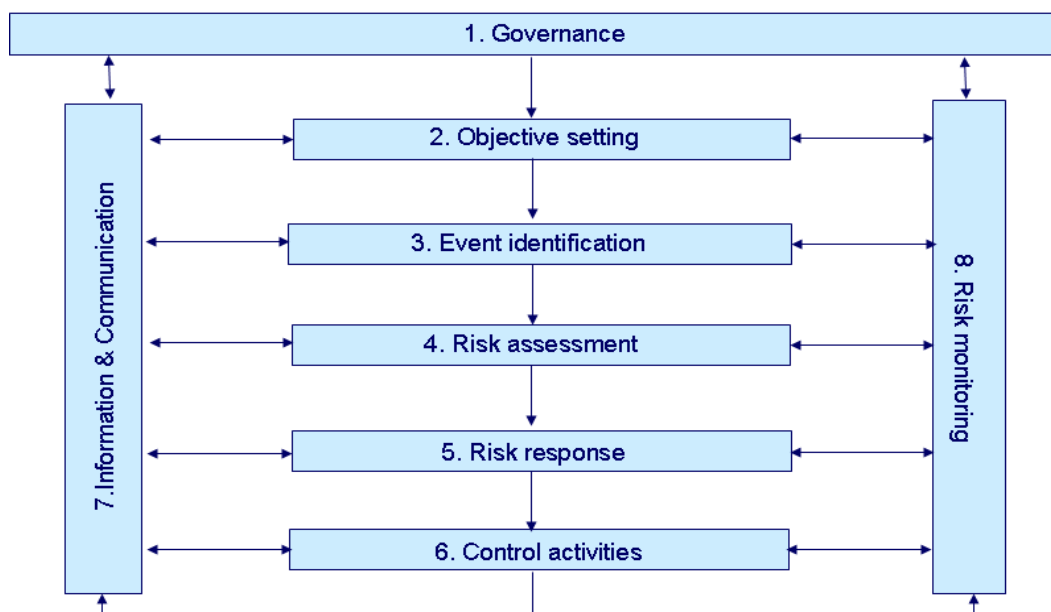 1. Governance
2. Objective setting
3. Event identification
4. Risk assessment
5. Risk response
6. Control activities
7.Information & Communication
8. Risk monitoring